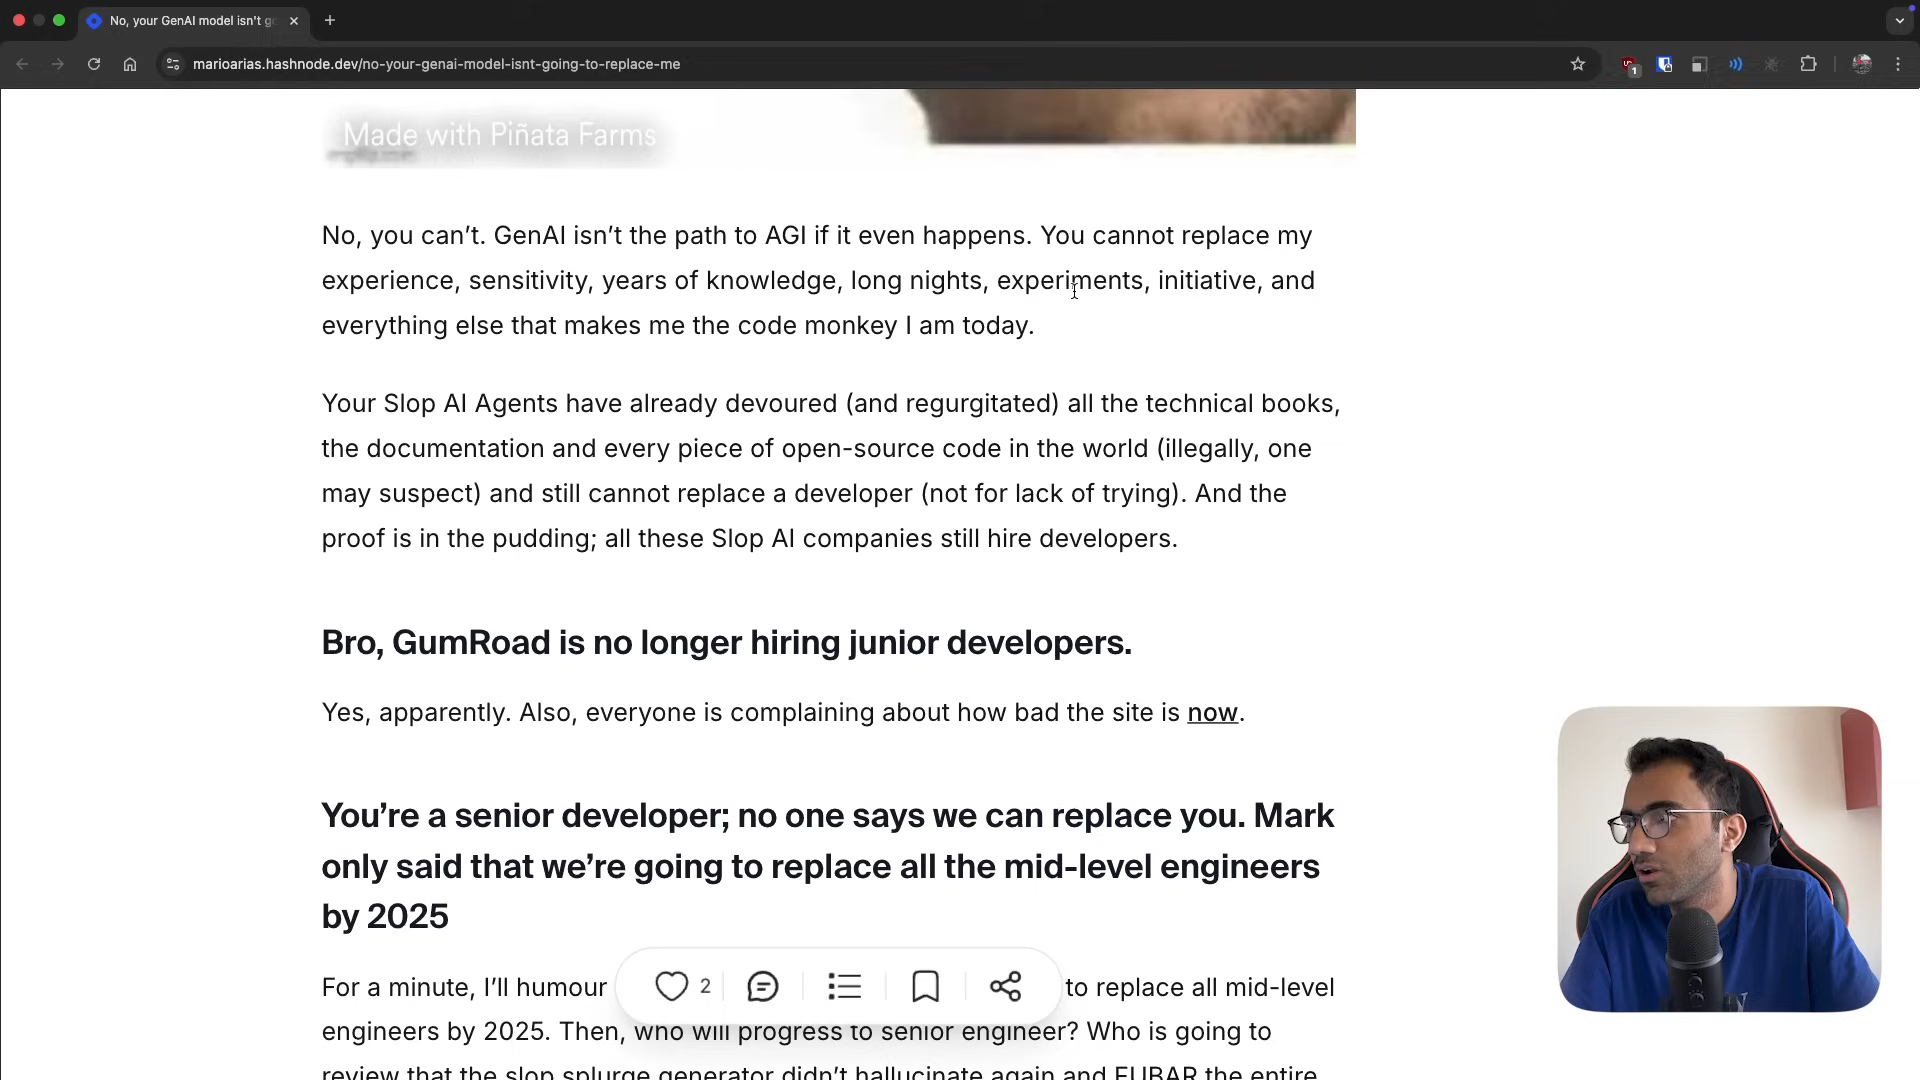 No, your GenAI model isn't g
marioarias.hashnode.dev/no-your-genai-model-isnt-going-to-replace-me
1
Made with Piñata Farms
No, you can’t. GenAI isn’t the path to AGI if it even happens. You cannot replace my
experience, sensitivity, years of knowledge, long nights, experiments, initiative, and
everything else that makes me the code monkey I am today.
Your Slop AI Agents have already devoured (and regurgitated) all the technical books,
the documentation and every piece of open-source code in the world (illegally, one
may suspect) and still cannot replace a developer (not for lack of trying). And the
proof is in the pudding; all these Slop AI companies still hire developers.
Bro, GumRoad is no longer hiring junior developers.
Yes, apparently. Also, everyone is complaining about how bad the site is now.
You’re a senior developer; no one says we can replace you. Mark
only said that we’re going to replace all the mid-level engineers
by 2025
For a minute, I’ll humour to replace all mid-level
2
engineers by 2025. Then, who will progress to senior engineer? Who is going to
review that the slop splurge generator didn’t hallucinate again and FUBAR the entire